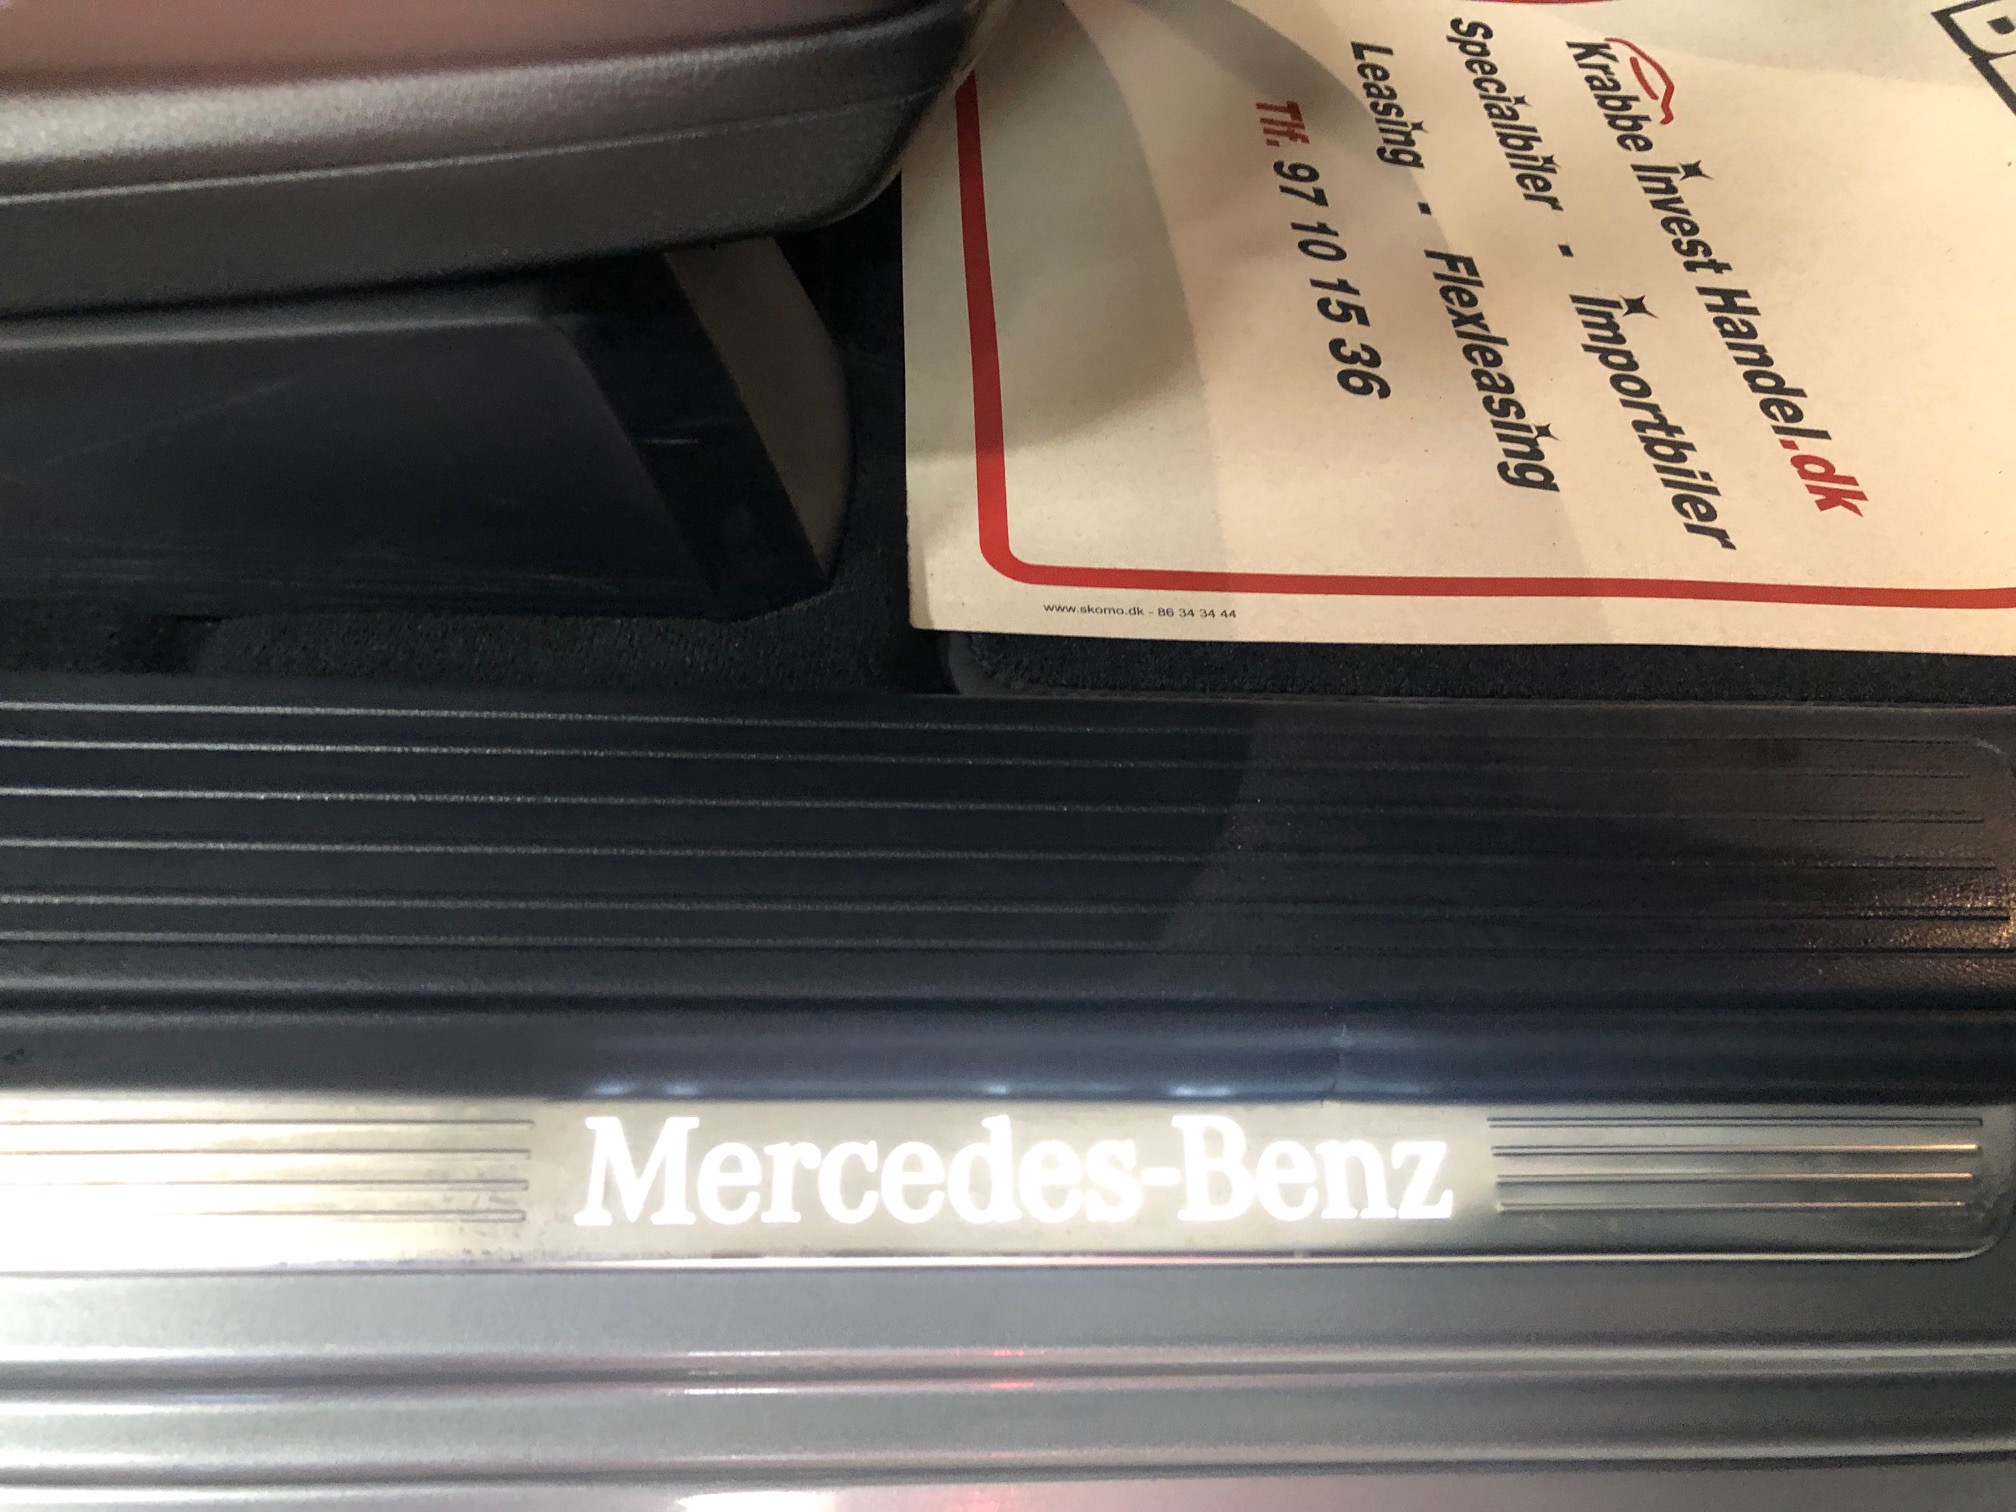 Krabbe Invest Handel.dk
Specialbiler - Importbiler
Leasing - Flexleasing
Tlf. 97 10 15 36
www.skomo.dk - 86 34 34 44
Mercedes-Benz